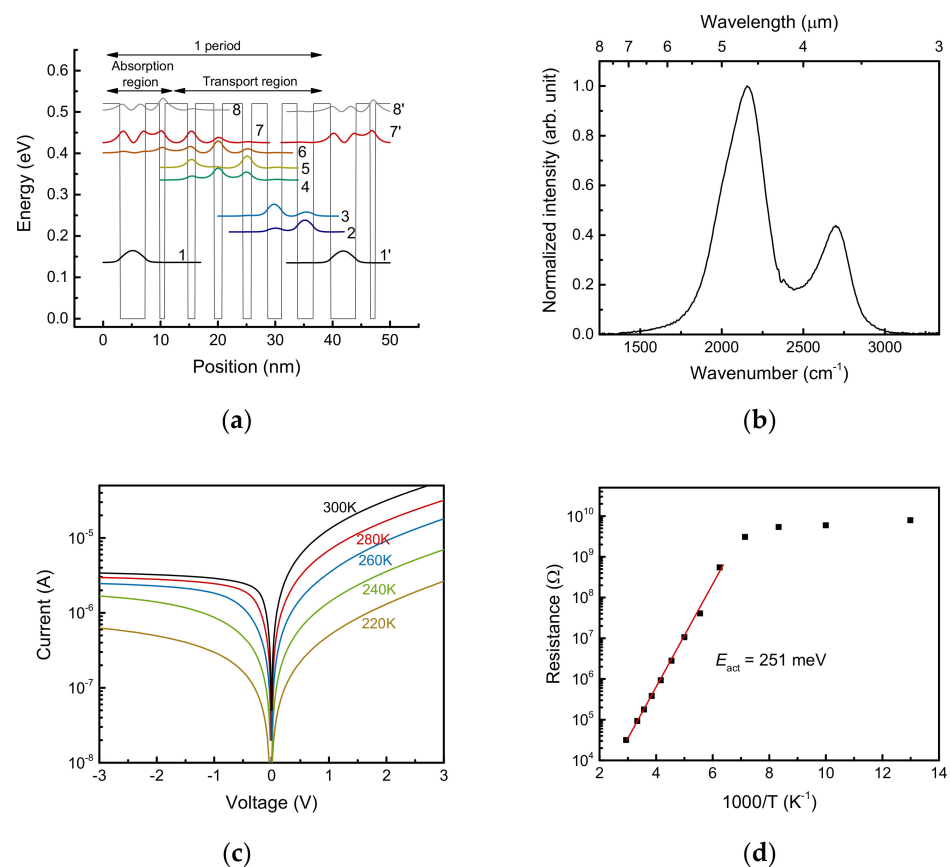 1 period
Absorption
region
Transport region
0.6
0.5
0.4
0.3
0.2
0.1
0.0
Energy (eV)
8
8'
7
7'
6
5
4
3
2
1
1'
0 10 20 30 40 50
Position (nm)
(a)
Wavelength (μm)
8 7 6 5 4 3
1.0
0.8
0.6
0.4
0.2
0.0
Normalized intensity (arb. unit)
1500 2000 2500 3000
Wavenumber (cm⁻¹)
(b)
10⁻⁵
10⁻⁶
10⁻⁷
10⁻⁸
Current (A)
300K
280K
260K
240K
220K
-3 -2 -1 0 1 2 3
Voltage (V)
(c)
10¹⁰
10⁹
10⁸
10⁷
10⁶
10⁵
10⁴
Resistance (Ω)
Eact = 251 meV
2 4 6 8 10 12 14
1000/T (K⁻¹)
(d)